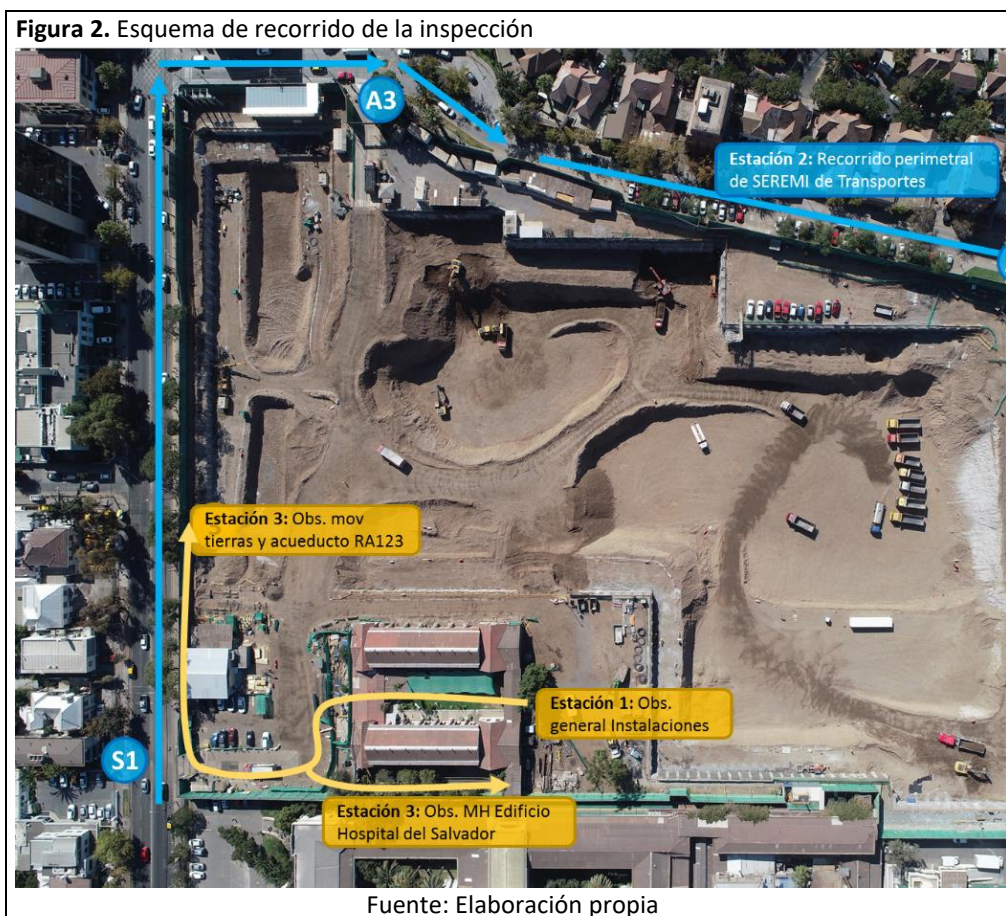 Figura 2. Esquema de recorrido de la inspección
A3
Estación 2: Recorrido perimetral
de SEREMI de Transportes
Estación 3: Obs. mov
tierras y acueducto RA123
Estación 1: Obs.
general Instalaciones
S1
Estación 3: Obs. MH Edificio
Hospital del Salvador
Fuente: Elaboración propia